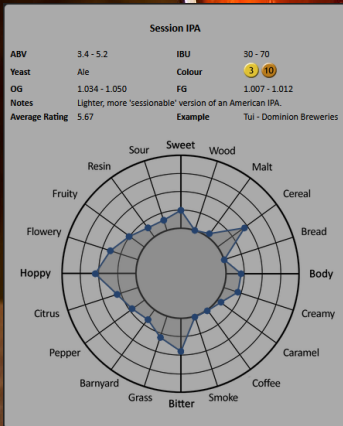 Session IPA
ABV 3.4 - 5.2 IBU 30 - 70
Yeast Ale Colour 3 10
OG 1.034 - 1.050 FG 1.007 - 1.012
Notes Lighter, more 'sessionable' version of an American IPA.
Average Rating 5.67 Example Tui - Dominion Breweries
Sweet
Sour Wood
Resin Malt
Fruity Cereal
Flowery Bread
Hoppy Body
Citrus Creamy
Pepper Caramel
Barnyard Coffee
Grass Smoke
Bitter